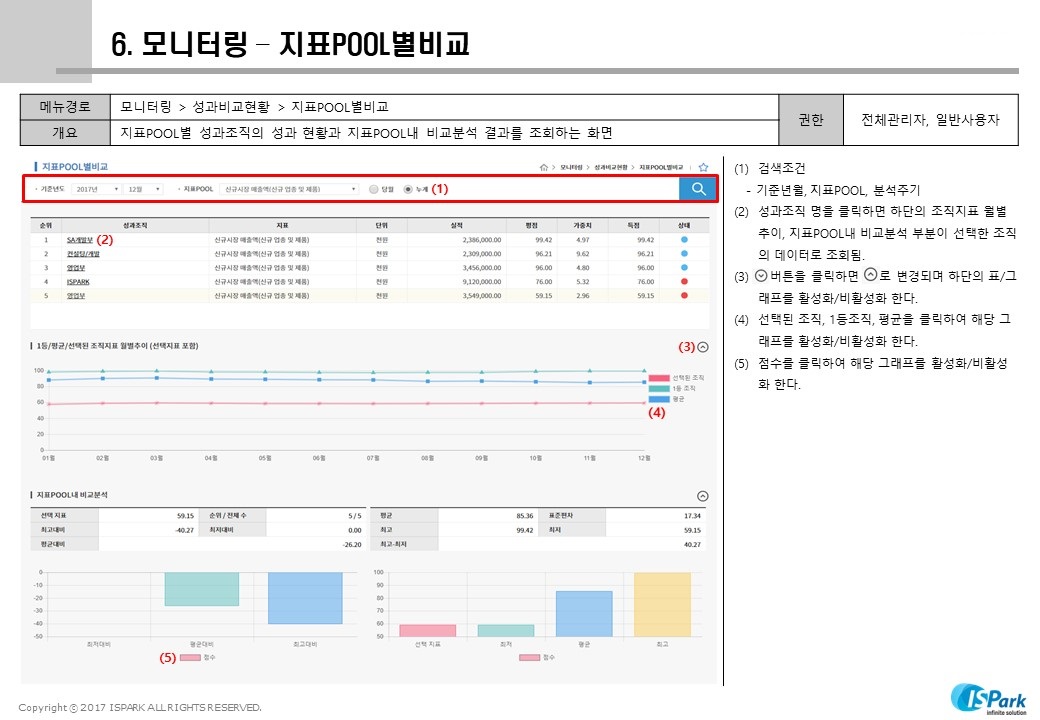 6. 모니터링 – 지표POOL별비교
메뉴경로 모니터링 > 성과비교현황 > 지표POOL별비교
개요 지표POOL별 성과조직의 성과 현황과 지표POOL내 비교분석 결과를 조회하는 화면
권한 전체관리자, 일반사용자
지표POOL별비교
> 모니터링 > 성과비교현황 > 지표POOL별비교
기준년도 2017년 12월 지표POOL 신규시장 매출액(신규 업종 및 제품) 당월 누계 (1)
순위 성과조직 지표 단위 실적 평점 가중치 득점 상태
1 SA개발부 (2) 신규시장 매출액(신규 업종 및 제품) 천원 2,386,000.00 99.42 4.97 99.42
2 컨설팅/개발 신규시장 매출액(신규 업종 및 제품) 천원 2,309,000.00 96.21 9.62 96.21
3 영업부 신규시장 매출액(신규 업종 및 제품) 천원 3,456,000.00 96.00 4.80 96.00
4 ISPARK 신규시장 매출액(신규 업종 및 제품) 천원 9,120,000.00 76.00 5.32 76.00
5 영업부 신규시장 매출액(신규 업종 및 제품) 천원 3,549,000.00 59.15 2.96 59.15
1등/평균/선택된 조직지표 월별추이 (선택지표 포함) (3)
100
80
60
40
20
0
01월 02월 03월 04월 05월 06월 07월 08월 09월 10월 11월 12월
선택된 조직
1등 조직
평균
(4)
지표POOL내 비교분석
선택 지표 59.15 순위 / 전체 수 5 / 5 평균 85.36 표준편차 17.34
최고대비 -40.27 최저대비 0.00 최고 99.42 최저 59.15
평균대비 -26.20 최고-최저 40.27
0
-10
-20
-30
-40
-50
최저대비 평균대비 최고대비
(5) 점수
100
90
80
70
60
50
선택 지표 최저 평균 최고
점수
(1) 검색조건
- 기준년월, 지표POOL, 분석주기
(2) 성과조직 명을 클릭하면 하단의 조직지표 월별
추이, 지표POOL내 비교분석 부분이 선택한 조직
의 데이터로 조회됨.
(3) 버튼을 클릭하면 로 변경되며 하단의 표/그
래프를 활성화/비활성화 한다.
(4) 선택된 조직, 1등조직, 평균을 클릭하여 해당 그
래프를 활성화/비활성화 한다.
(5) 점수를 클릭하여 해당 그래프를 활성화/비활성
화 한다.
Copyright ⓒ 2017 ISPARK ALL RIGHTS RESERVED.
ISPark
infinite solution